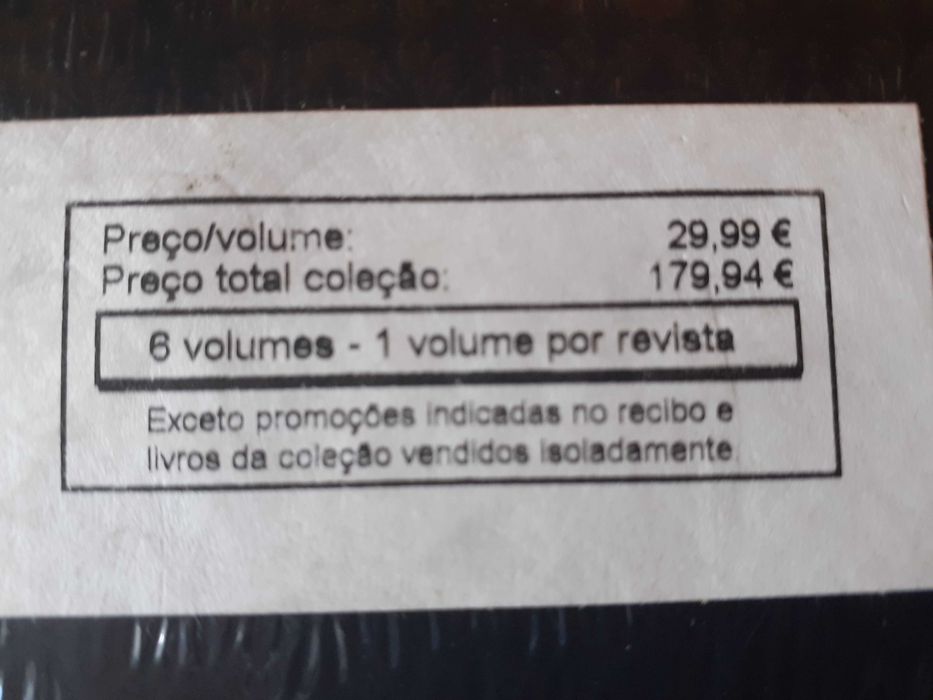 Preço/volume: 29,99 €
Preço total coleção: 179,94 €
6 volumes - 1 volume por revista
Exceto promoções indicadas no recibo e
livros da coleção vendidos isoladamente.